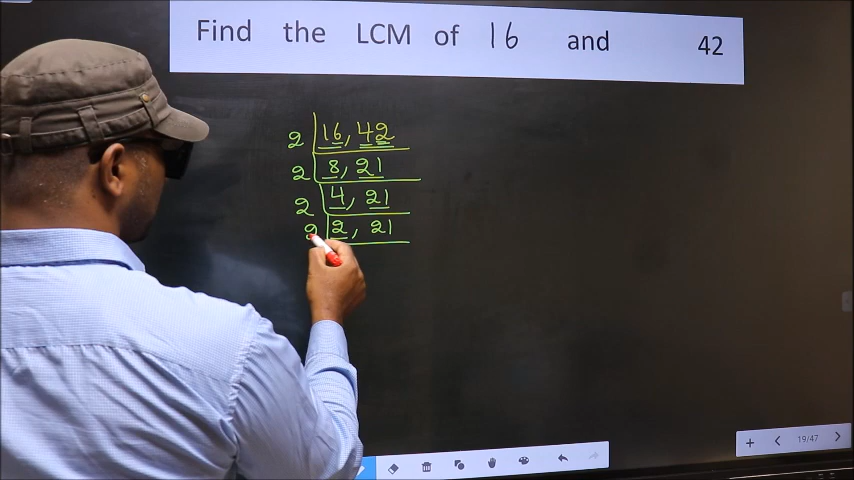 Find the LCM of 16 and 42
2 16, 42
2 8, 21
2 4, 21
2 2, 21
19/47